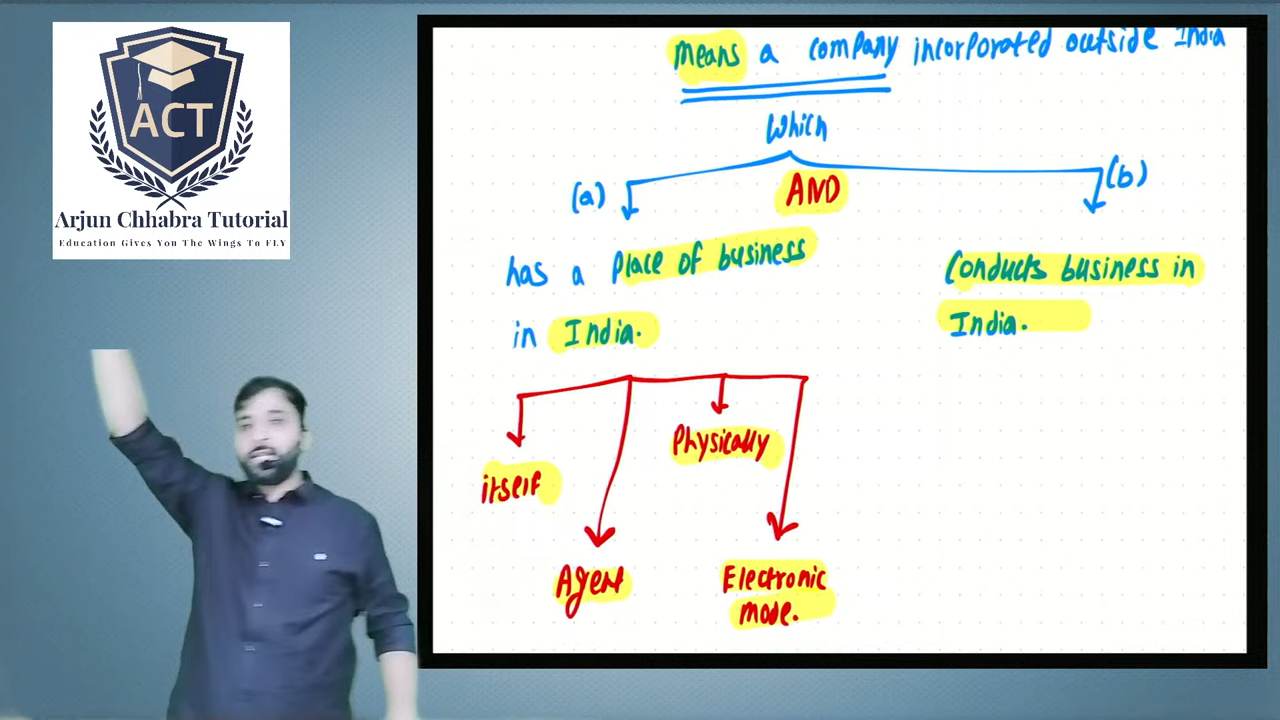 ACT
Arjun Chhabra Tutorial
Education Gives You The Wings To FLY
means a company incorporated outside India
Which
(a)
AND
(b)
has a Place of business
in India.
Conducts business in
India.
itself
Physically
Agent
Electronic
mode.